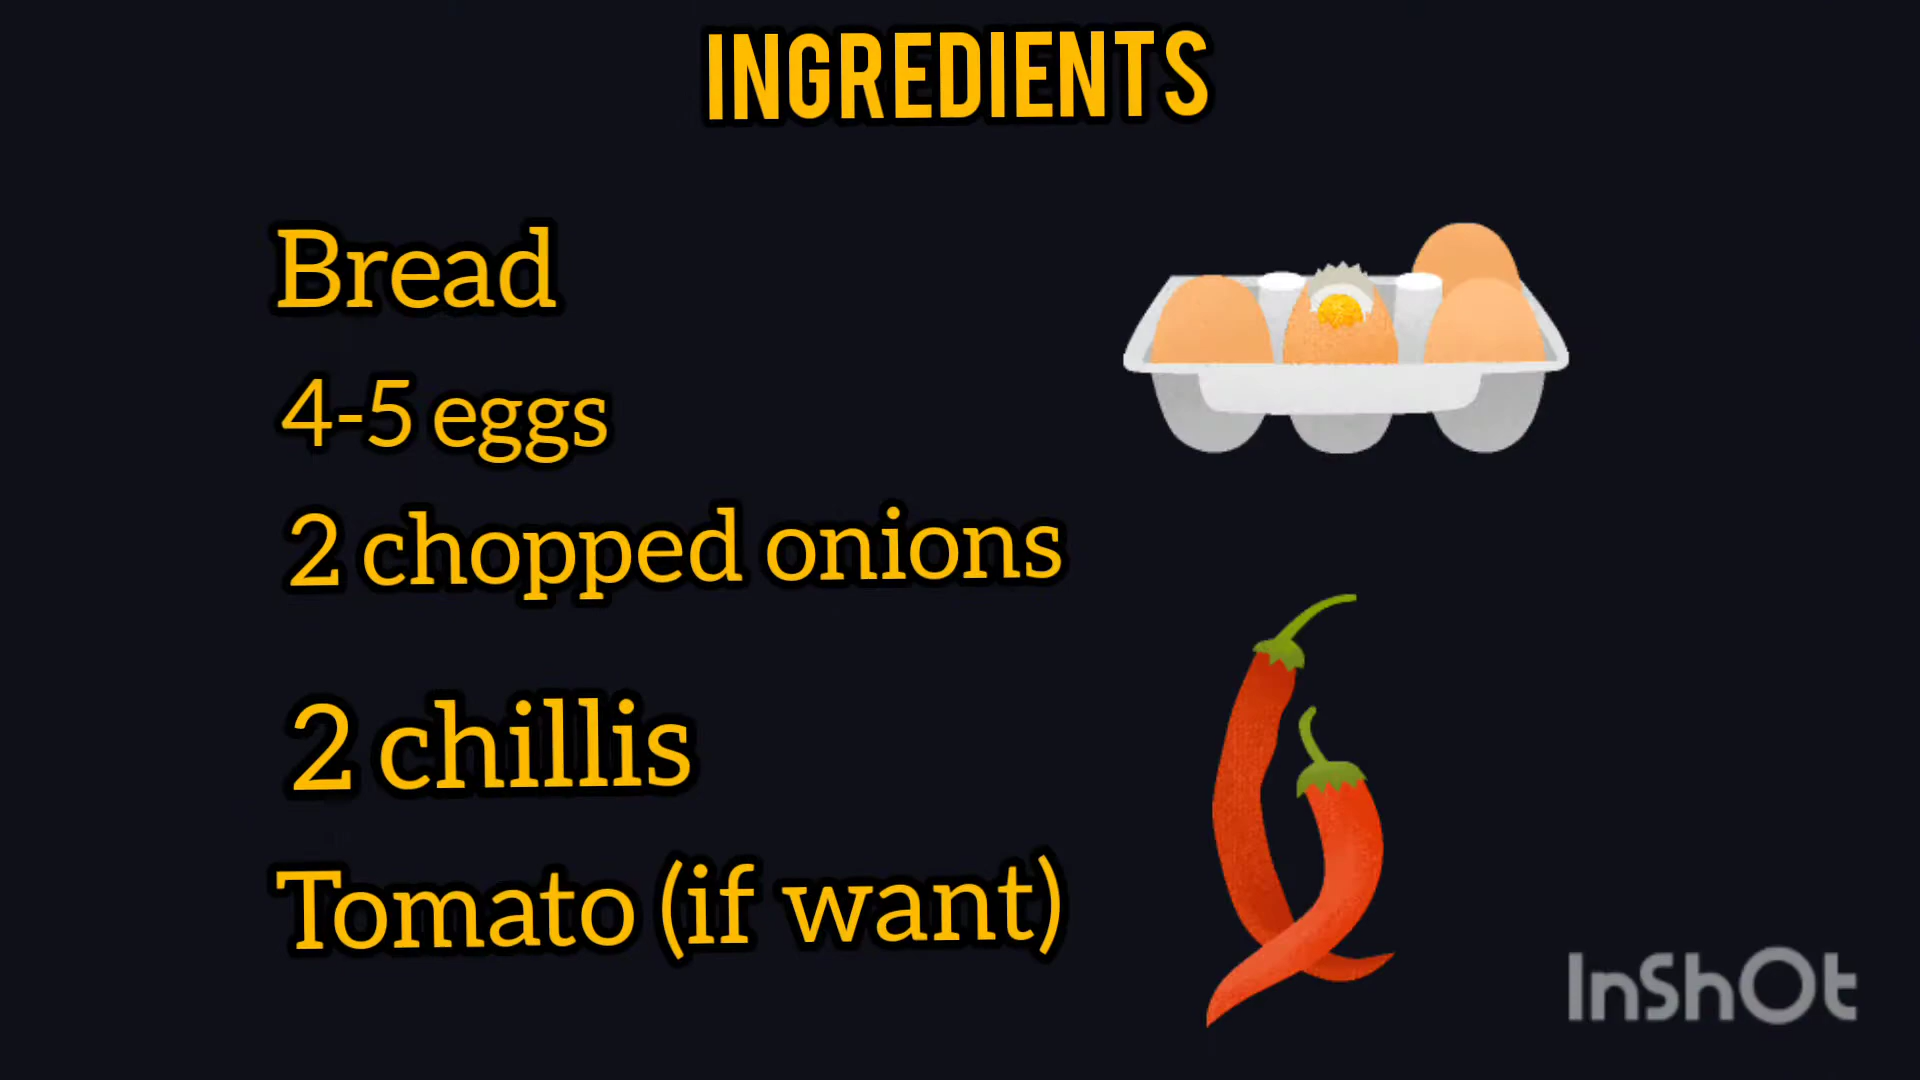 INGREDIENTS
Bread
4-5 eggs
2 chopped onions
2 chillis
Tomato (if want)
InShOt